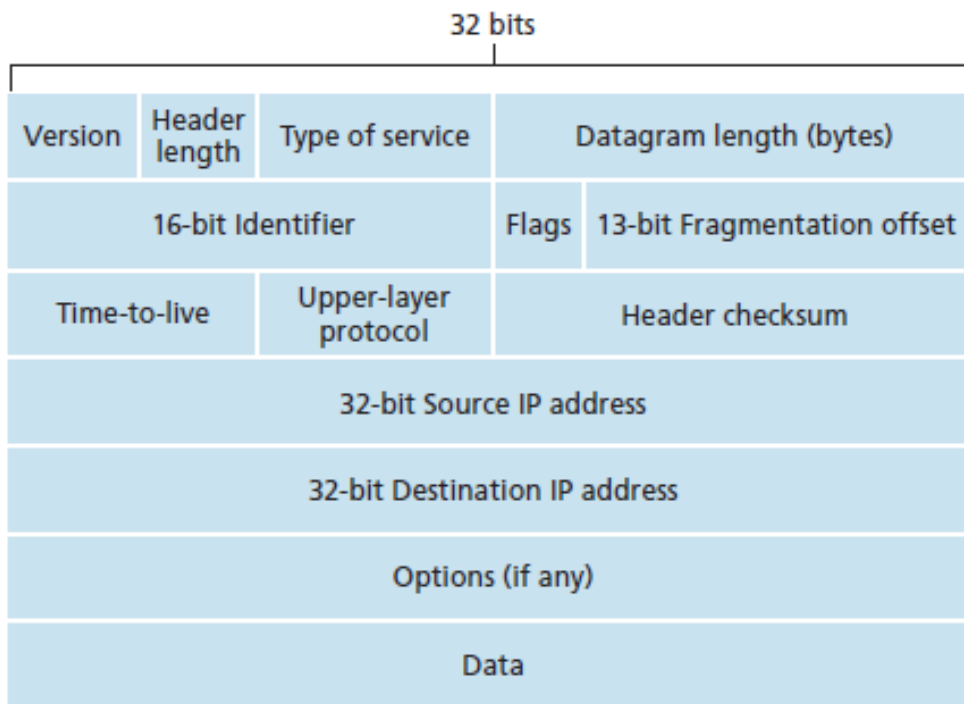 32 bits
Version
Header
length
Type of service
Datagram length (bytes)
16-bit Identifier
Flags
13-bit Fragmentation offset
Time-to-live
Upper-layer
protocol
Header checksum
32-bit Source IP address
32-bit Destination IP address
Options (if any)
Data